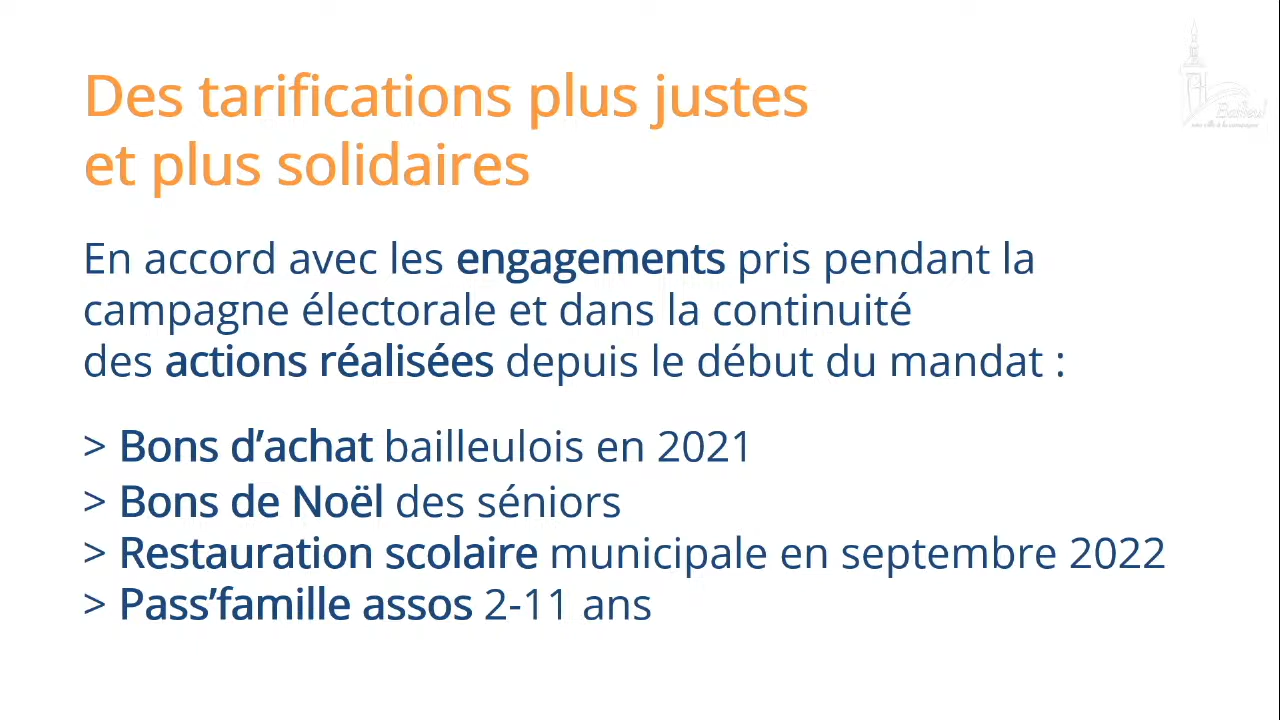 Des tarifications plus justes
et plus solidaires
En accord avec les engagements pris pendant la
campagne électorale et dans la continuité
des actions réalisées depuis le début du mandat :
> Bons d’achat bailleulois en 2021
> Bons de Noël des séniors
> Restauration scolaire municipale en septembre 2022
> Pass’famille assos 2-11 ans
Bailleul